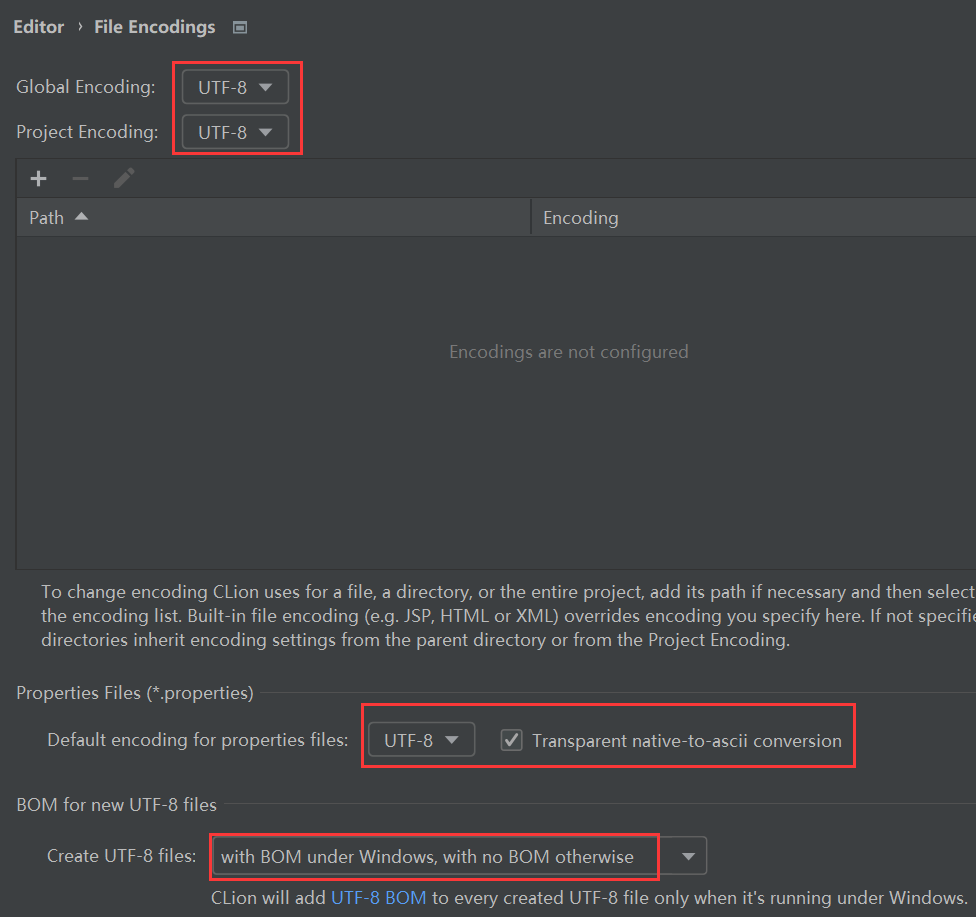 Editor › File Encodings
Global Encoding: UTF-8
Project Encoding: UTF-8
Path Encoding
Encodings are not configured
To change encoding CLion uses for a file, a directory, or the entire project, add its path if necessary and then select
the encoding list. Built-in file encoding (e.g. JSP, HTML or XML) overrides encoding you specify here. If not
directories inherit encoding settings from the parent directory or from the Project Encoding.
Properties Files (*.properties)
Default encoding for properties files: UTF-8 Transparent native-to-ascii conversion
BOM for new UTF-8 files
Create UTF-8 files: with BOM under Windows, with no BOM otherwise
CLion will add UTF-8 BOM to every created UTF-8 file only when it's running under Windows.